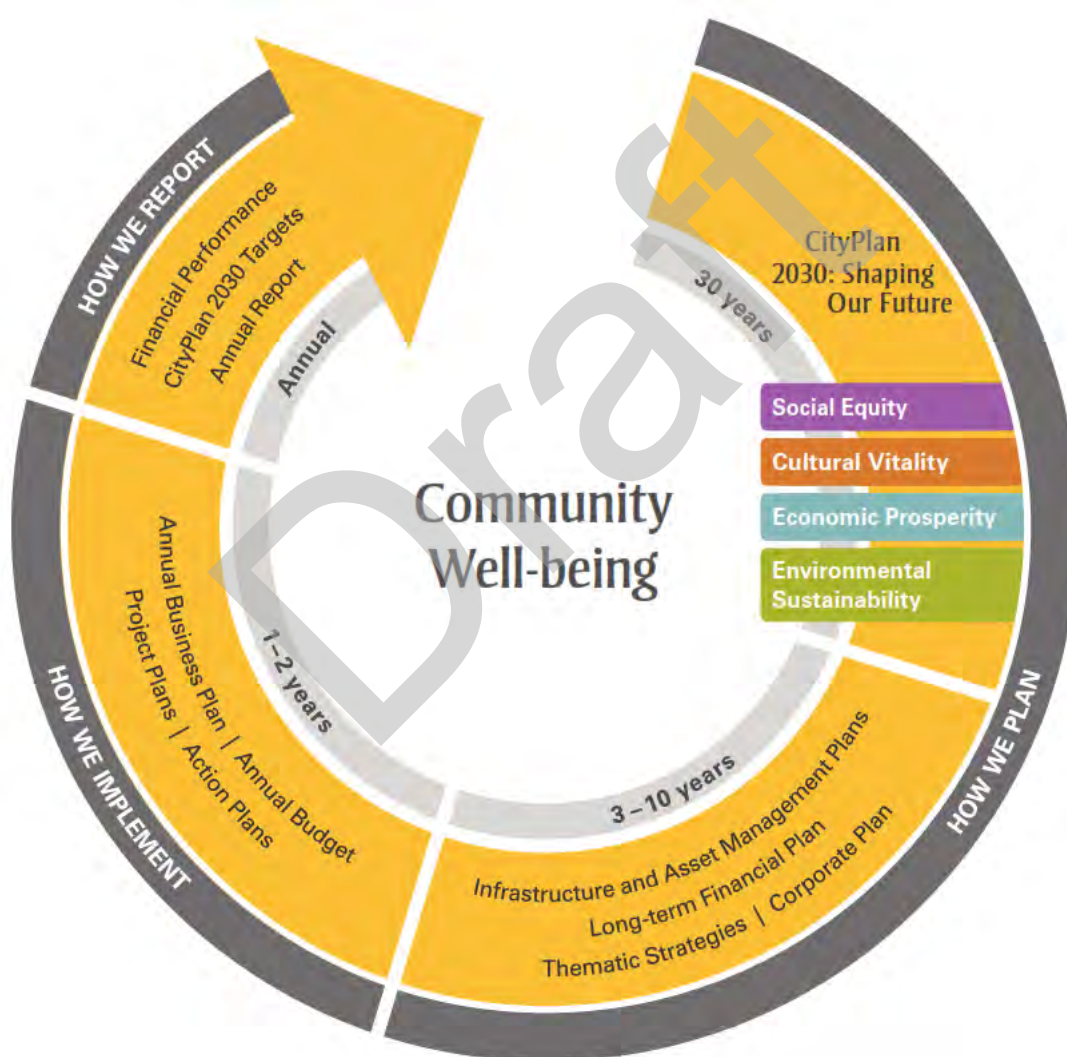 HOW WE REPORT
Financial Performance
CityPlan 2030 Targets
Annual Report
Annual
30 years
CityPlan
2030: Shaping
Our Future
Social Equity
Cultural Vitality
Economic Prosperity
Environmental
Sustainability
Community
Well-being
HOW WE PLAN
3–10 years
Infrastructure and Asset Management Plans
Long-term Financial Plan
Thematic Strategies | Corporate Plan
HOW WE IMPLEMENT
1–2 years
Annual Business Plan | Annual Budget
Project Plans | Action Plans
Draft